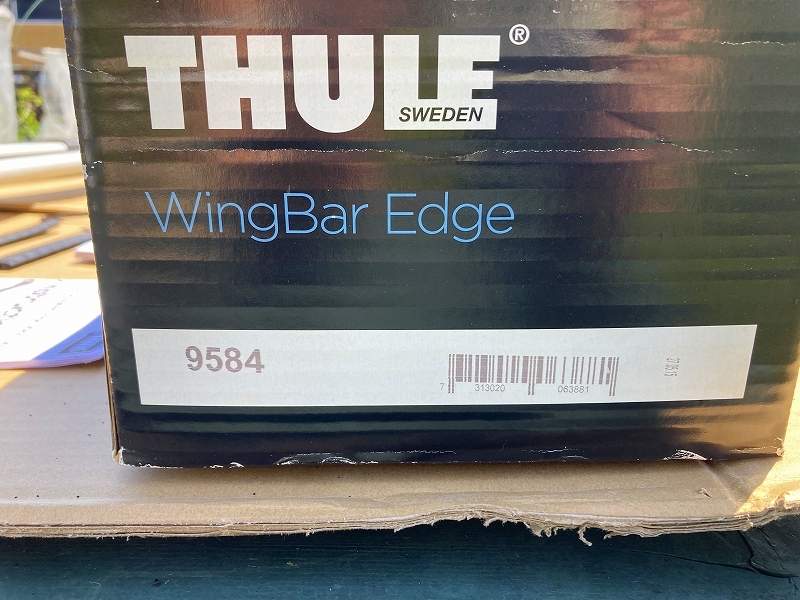 THULE®
SWEDEN
WingBar Edge
9584
7 313020 063881